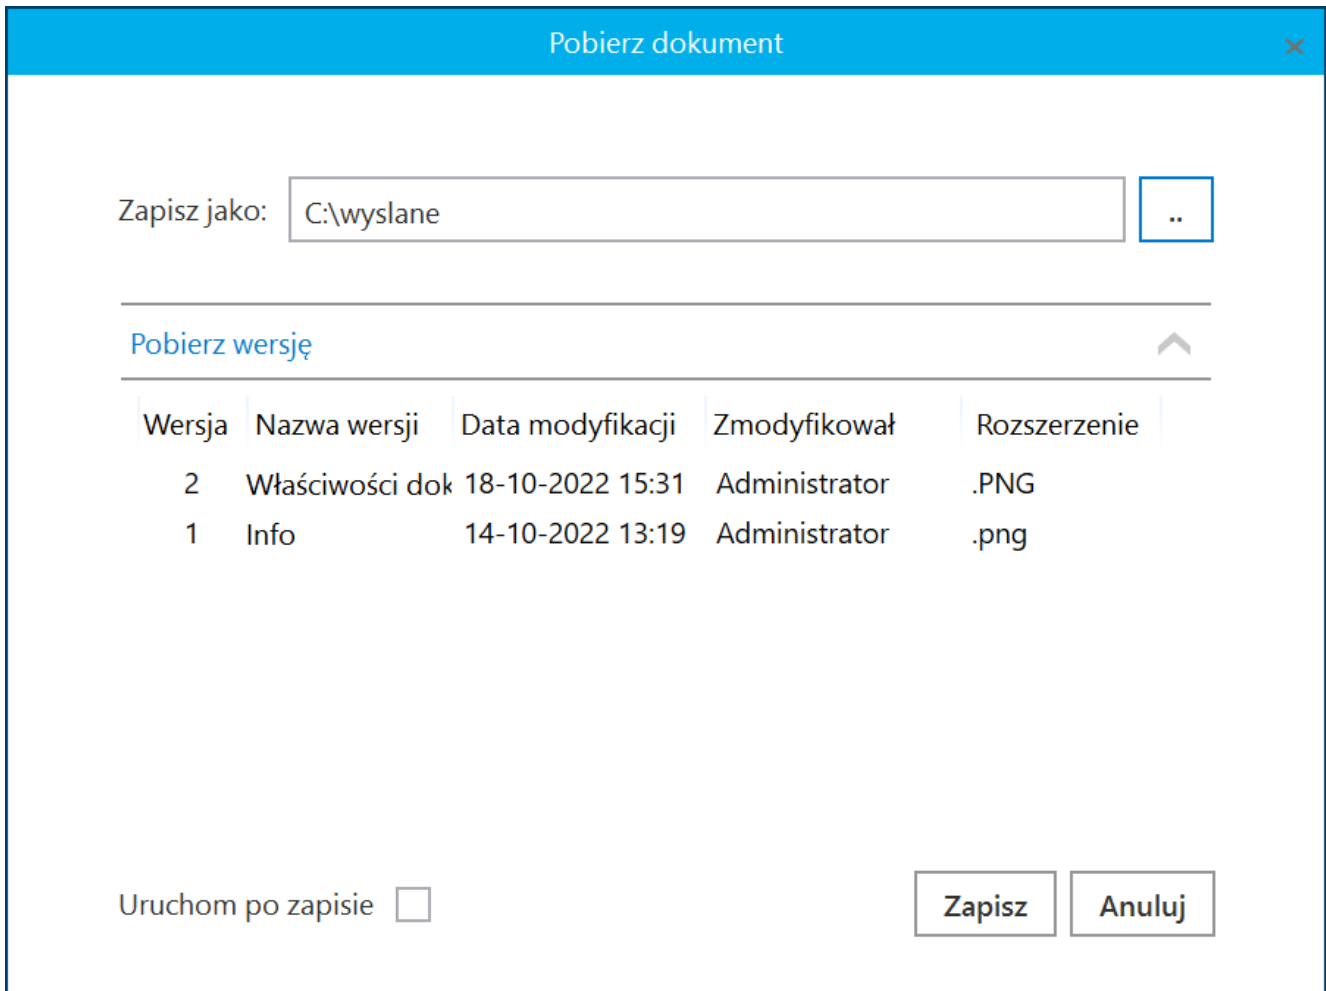 Pobierz dokument
Zapisz jako: C:\wyslane ..
Pobierz wersję
Wersja Nazwa wersji Data modyfikacji Zmodyfikował Rozszerzenie
2 Właściwości dok 18-10-2022 15:31 Administrator .PNG
1 Info 14-10-2022 13:19 Administrator .png
Uruchom po zapisie Zapisz Anuluj